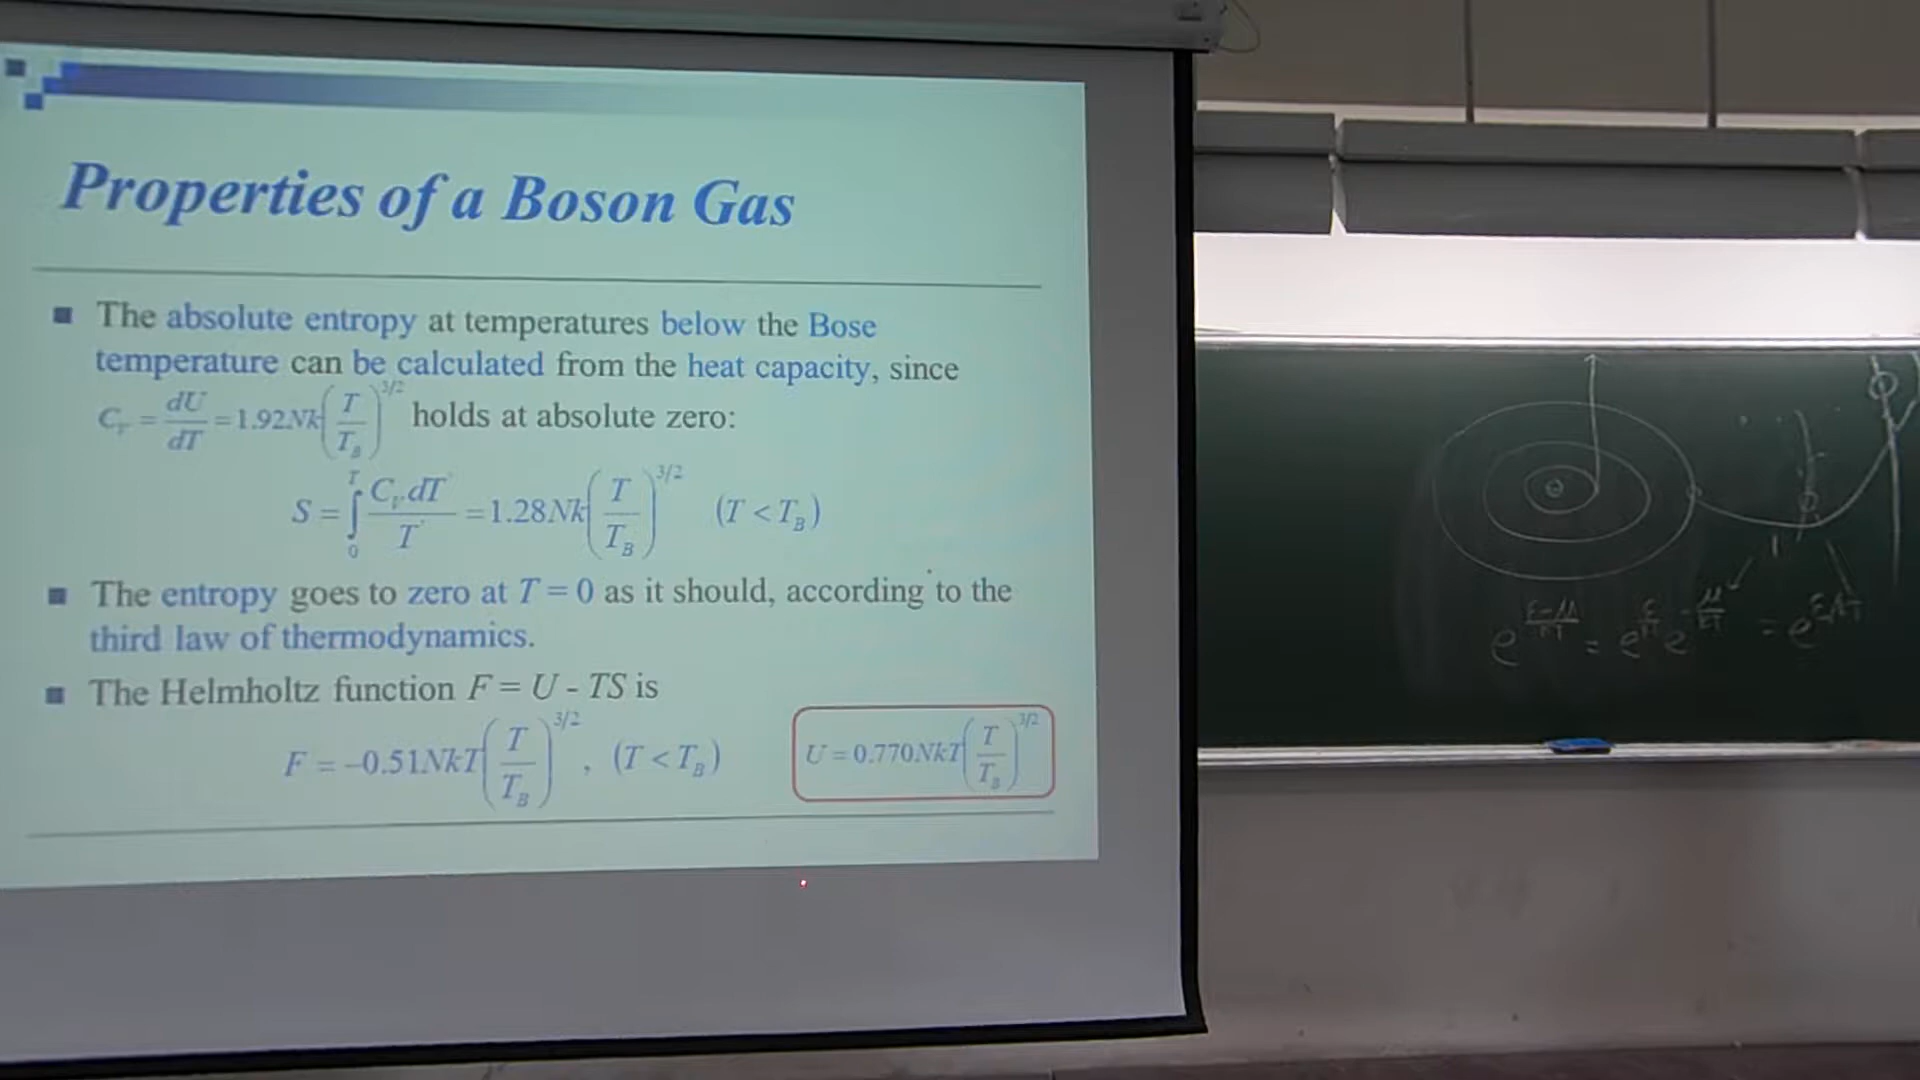 Properties of a Boson Gas
The absolute entropy at temperatures below the Bose
temperature can be calculated from the heat capacity, since
C_V = dU/dT = 1.92Nk(T/T_B)^3/2 holds at absolute zero:
S = ∫_0^T C_V dT'/T' = 1.28Nk(T/T_B)^3/2 (T < T_B)
The entropy goes to zero at T = 0 as it should, according to the
third law of thermodynamics.
The Helmholtz function F = U - TS is
F = -0.51NkT(T/T_B)^3/2, (T < T_B)
U = 0.770NkT(T/T_B)^3/2